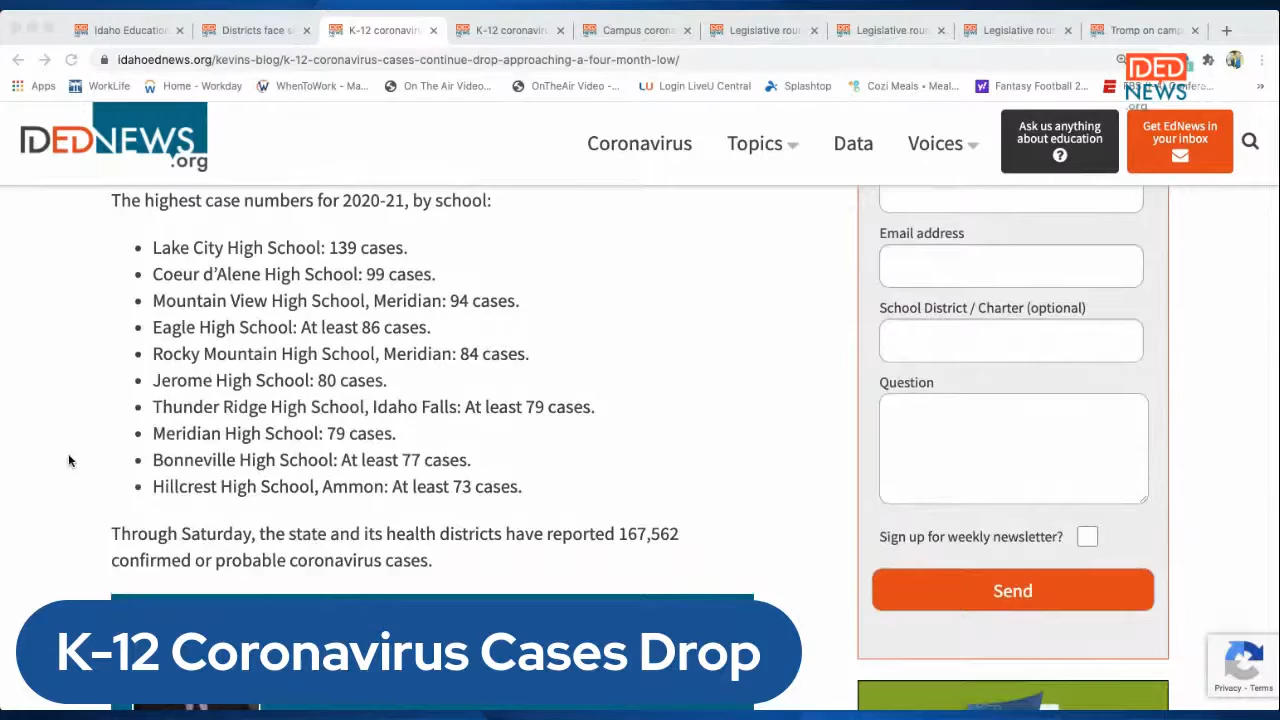 Idaho Education
Districts face s
K-12 coronaviru
K-12 coronaviru
Campus corona
Legislative rou
Legislative rou
Legislative rou
Tromp on camp
idahoednews.org/kevins-blog/k-12-coronavirus-cases-continue-drop-approaching-a-four-month-low/
Apps
WorkLife
Home - Workday
WhenToWork - Ma...
On The Air Video...
OnTheAir Video -...
Login LiveU Central
Splashtop
Cozi Meals • Meal...
Fantasy Football 2...
IDED
NEWS
.org
IDEDNEWS
.org
Coronavirus
Topics
Data
Voices
Ask us anything
about education
Get EdNews in
your inbox
The highest case numbers for 2020-21, by school:
• Lake City High School: 139 cases.
• Coeur d’Alene High School: 99 cases.
• Mountain View High School, Meridian: 94 cases.
• Eagle High School: At least 86 cases.
• Rocky Mountain High School, Meridian: 84 cases.
• Jerome High School: 80 cases.
• Thunder Ridge High School, Idaho Falls: At least 79 cases.
• Meridian High School: 79 cases.
• Bonneville High School: At least 77 cases.
• Hillcrest High School, Ammon: At least 73 cases.
Through Saturday, the state and its health districts have reported 167,562
confirmed or probable coronavirus cases.
Email address
School District / Charter (optional)
Question
Sign up for weekly newsletter?
Send
K-12 Coronavirus Cases Drop
Privacy - Terms